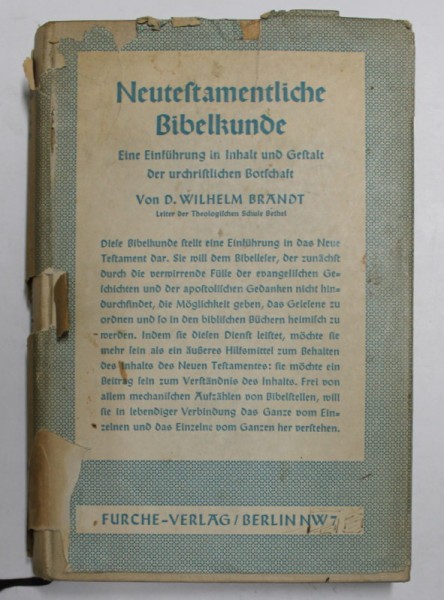 Neutestamentliche
Bibelkunde
Eine Einführung in Inhalt und Gestalt
der urchristlichen Botschaft
Von D. WILHELM BRANDT
Leiter der Theologischen Schule Bethel
Diese Bibelkunde stellt eine Einführung in das Neue
Testament dar. Sie will dem Bibelleser, der zunächst
durch die verwirrende Fülle der evangelischen Ge-
schichten und der apostolischen Gedanken nicht hin-
durchfindet, die Möglichkeit geben, das Gelesene zu
ordnen und so in den biblischen Büchern heimisch zu
werden. Indem sie diesen Dienst leistet, möchte sie
mehr sein als ein äußeres Hilfsmittel zum Behalten
des Inhalts des Neuen Testamentes: sie möchte ein
Beitrag sein zum Verständnis des Inhalts. Frei von
allem mechanischen Aufzählen von Bibelstellen, will
sie in lebendiger Verbindung das Ganze vom Ein-
zelnen und das Einzelne vom Ganzen her verstehen.
FURCHE-VERLAG / BERLIN NW 7